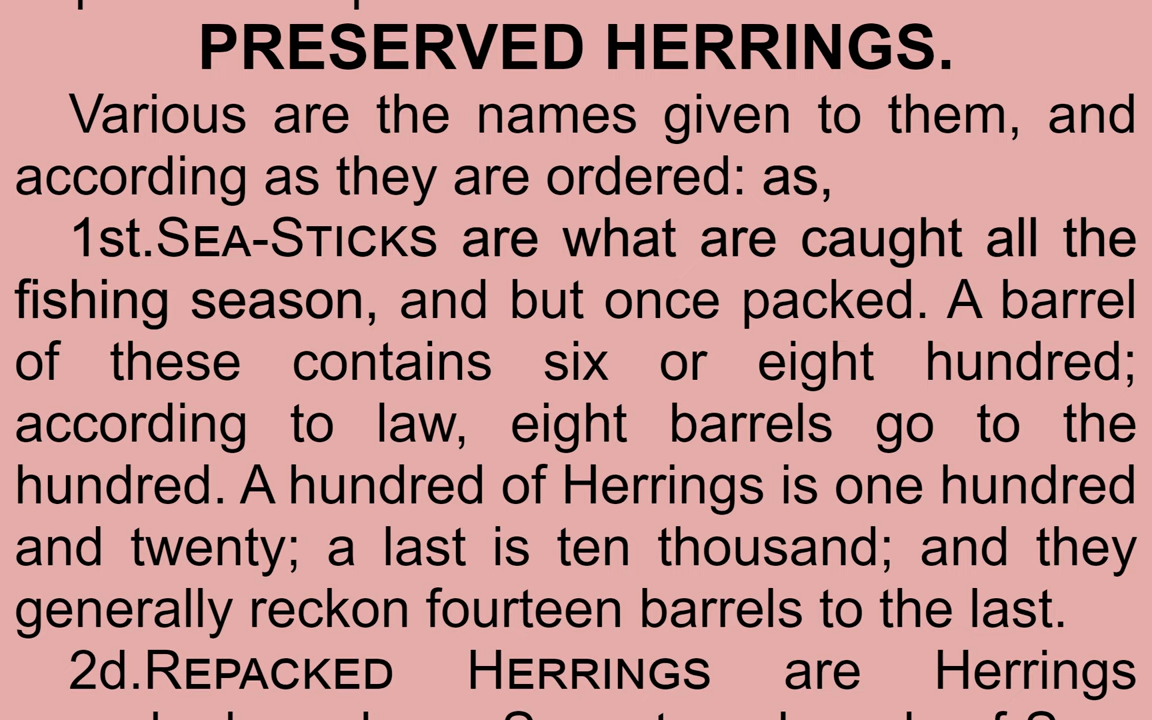 PRESERVED HERRINGS.
Various are the names given to them, and
according as they are ordered: as,
1st.SEA-STICKS are what are caught all the
fishing season, and but once packed. A barrel
of these contains six or eight hundred;
according to law, eight barrels go to the
hundred. A hundred of Herrings is one hundred
and twenty; a last is ten thousand; and they
generally reckon fourteen barrels to the last.
2d.REPACKED HERRINGS are Herrings